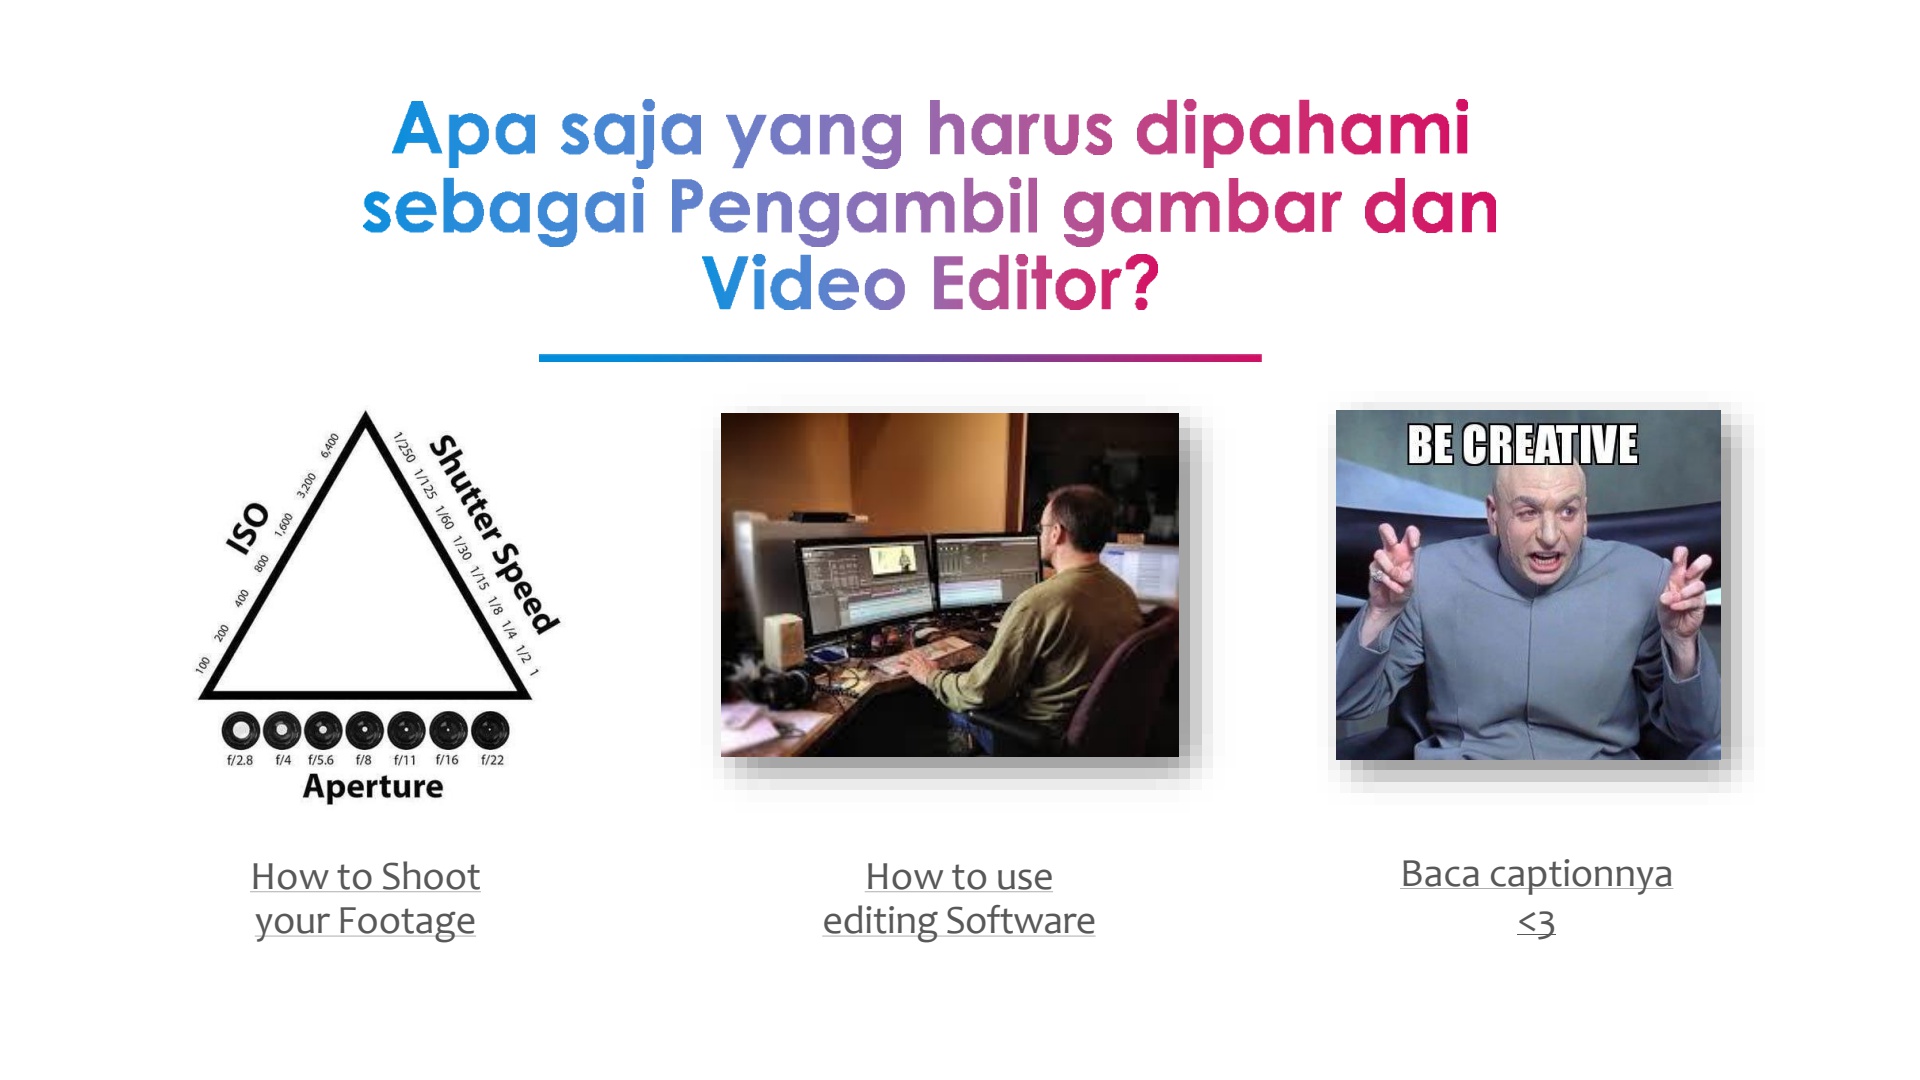 Apa saja yang harus dipahami
sebagai Pengambil gambar dan
Video Editor?
ISO
100
200
400
800
1,600
3,200
6,400
Shutter Speed
1/250
1/125
1/60
1/30
1/15
1/8
1/4
1/2
1
f/2.8 f/4 f/5.6 f/8 f/11 f/16 f/22
Aperture
BE CREATIVE
How to Shoot
your Footage
How to use
editing Software
Baca captionnya
<3